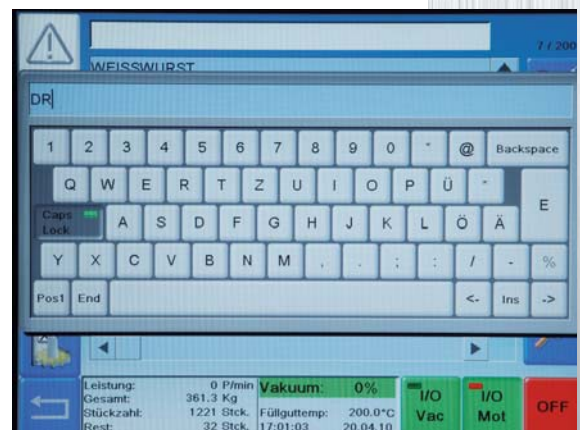 7 / 200
WEISSWURST
DR
1 2 3 4 5 6 7 8 9 0 @ Backspace
Q W E R T Z U I O P Ü
E
Caps Lock A S D F G H J K L Ö Ä
Y X C V B N M , . ; : / - %
Pos1 End <- Ins ->
Leistung: 0 P/min
Gesamt: 361.3 Kg
Stückzahl: 1221 Stck.
Rest: 32 Stck.
Vakuum: 0%
Füllguttemp: 200.0°C
17:01:03 20.04.10
I/O Vac
I/O Mot
OFF